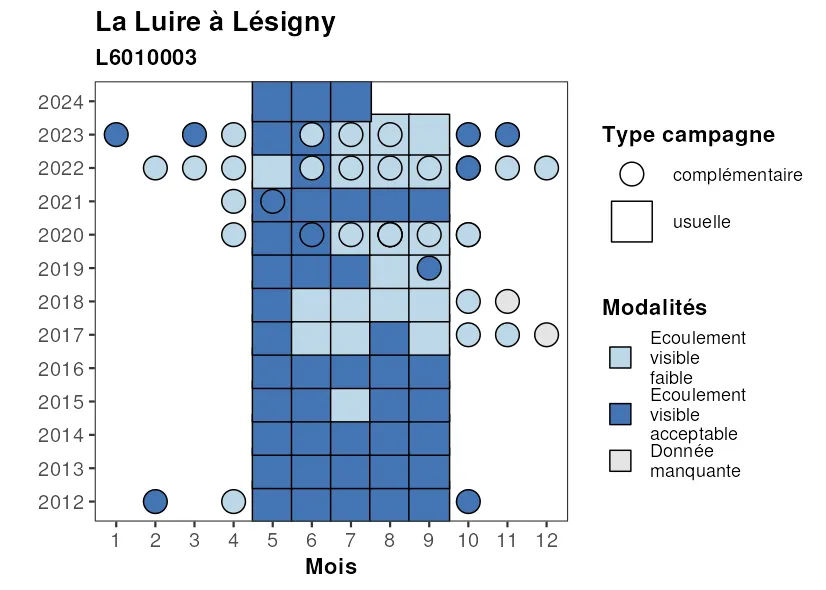 La Luire à Lésigny
L6010003
2024
2023
2022
2021
2020
2019
2018
2017
2016
2015
2014
2013
2012
1 2 3 4 5 6 7 8 9 10 11 12
Mois
Type campagne
complémentaire
usuelle
Modalités
Ecoulement
visible
faible
Ecoulement
visible
acceptable
Donnée
manquante